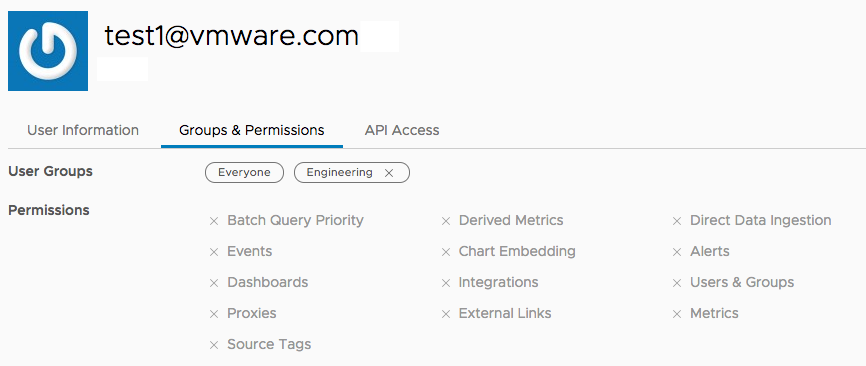 test1@vmware.com
User Information Groups & Permissions API Access
User Groups Everyone Engineering ×
Permissions
× Batch Query Priority × Derived Metrics × Direct Data Ingestion
× Events × Chart Embedding × Alerts
× Dashboards × Integrations × Users & Groups
× Proxies × External Links × Metrics
× Source Tags